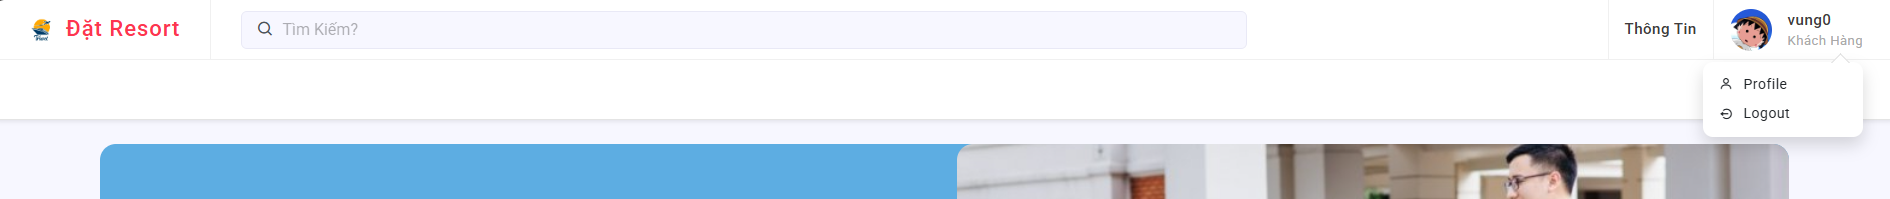 Đặt Resort
Tìm Kiếm?
Thông Tin
vung0
Khách Hàng
Profile
Logout